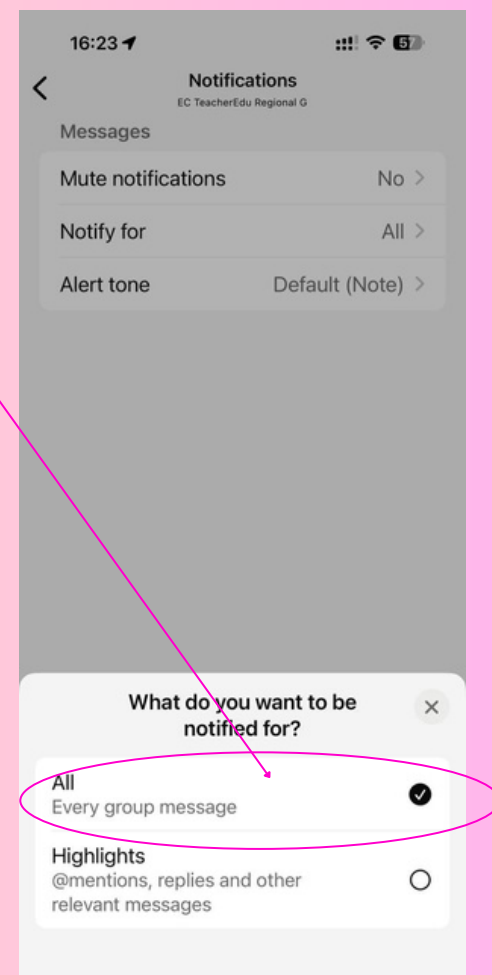 16:23
57
Notifications
EC TeacherEdu Regional G
Messages
Mute notifications No
Notify for All
Alert tone Default (Note)
What do you want to be
notified for?
All
Every group message
Highlights
@mentions, replies and other
relevant messages